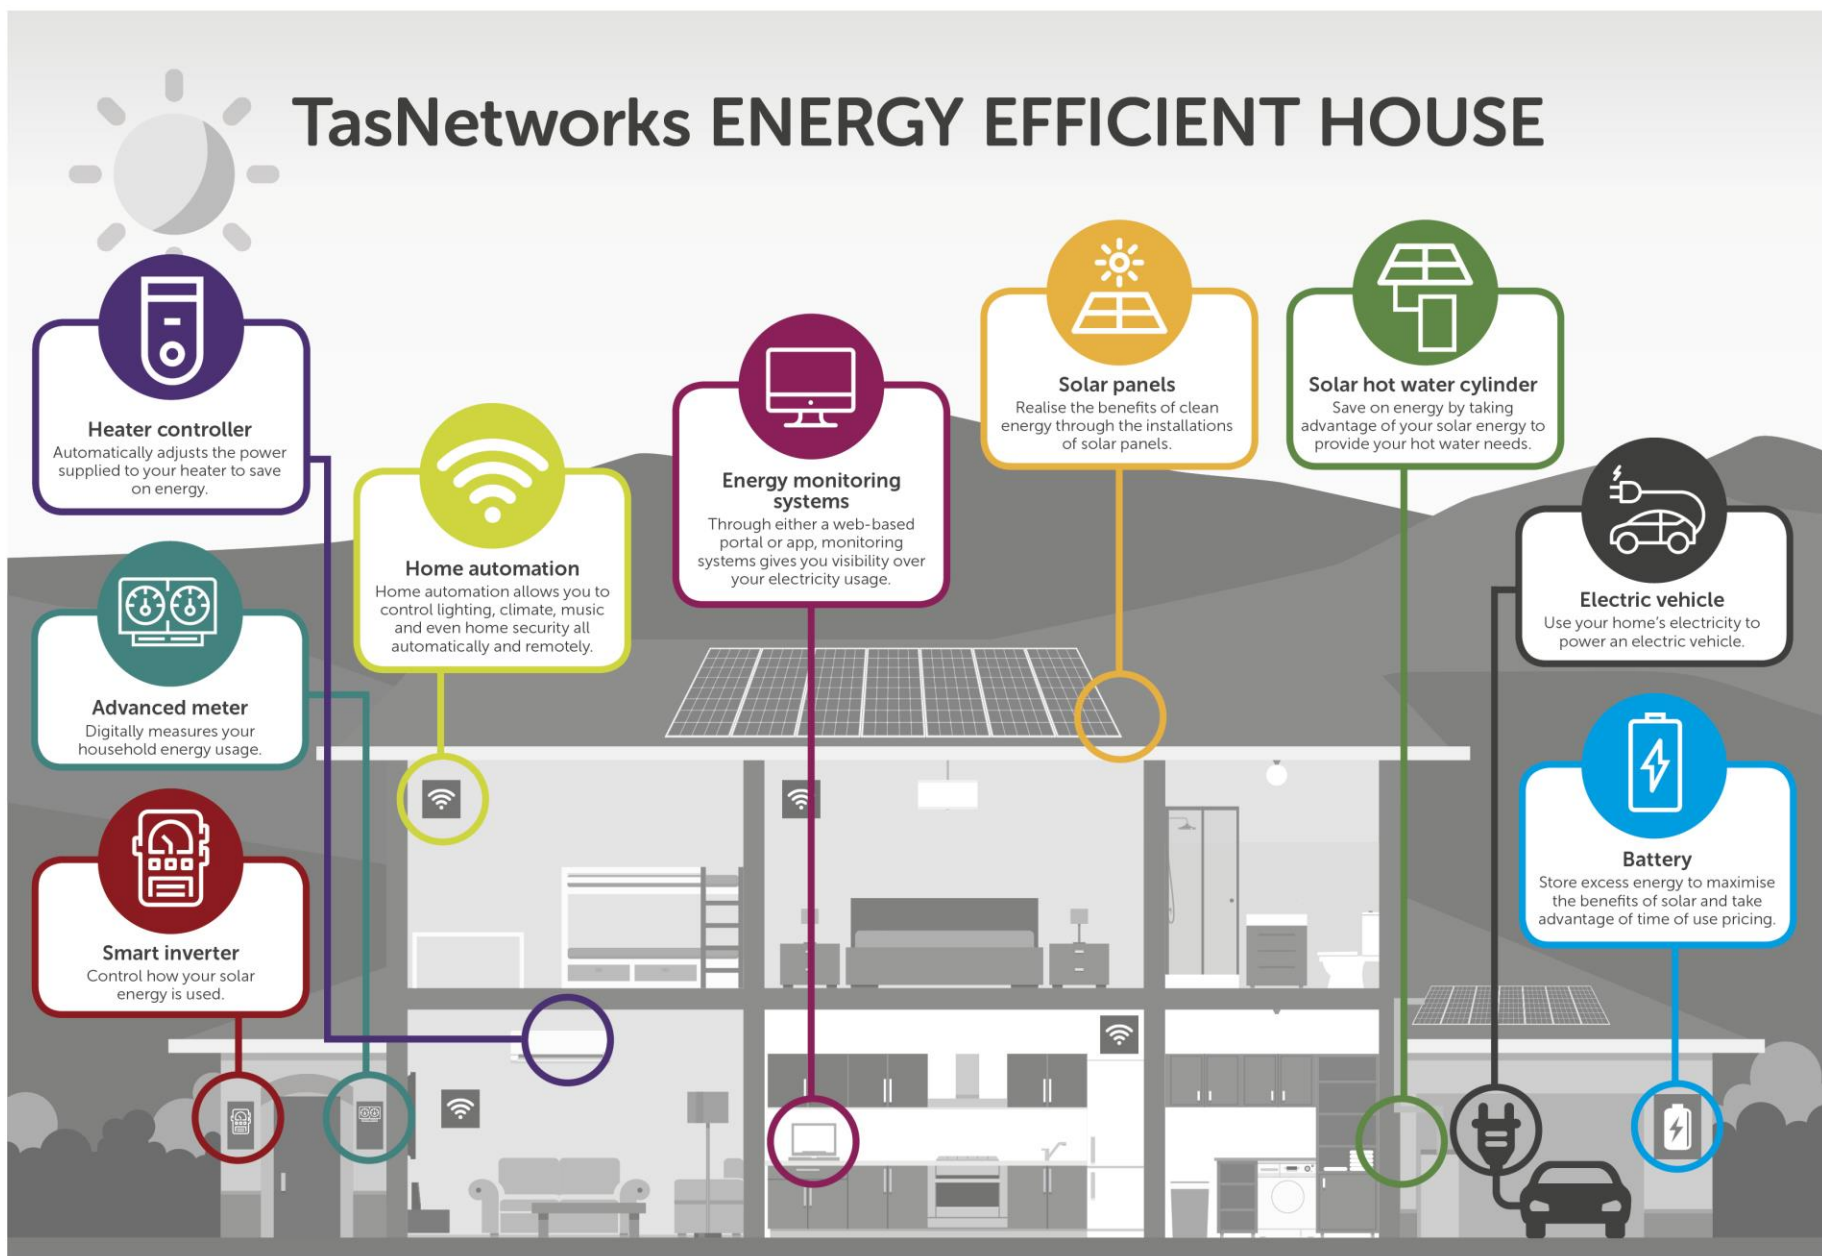 TasNetworks ENERGY EFFICIENT HOUSE
Heater controller
Automatically adjusts the power
supplied to your heater to save
on energy.
Advanced meter
Digitally measures your
household energy usage.
Smart inverter
Control how your solar
energy is used.
Home automation
Home automation allows you to
control lighting, climate, music
and even home security all
automatically and remotely.
Energy monitoring
systems
Through either a web-based
portal or app, monitoring
systems gives you visibility over
your electricity usage.
Solar panels
Realise the benefits of clean
energy through the installations
of solar panels.
Solar hot water cylinder
Save on energy by taking
advantage of your solar energy to
provide your hot water needs.
Electric vehicle
Use your home's electricity to
power an electric vehicle.
Battery
Store excess energy to maximise
the benefits of solar and take
advantage of time of use pricing.